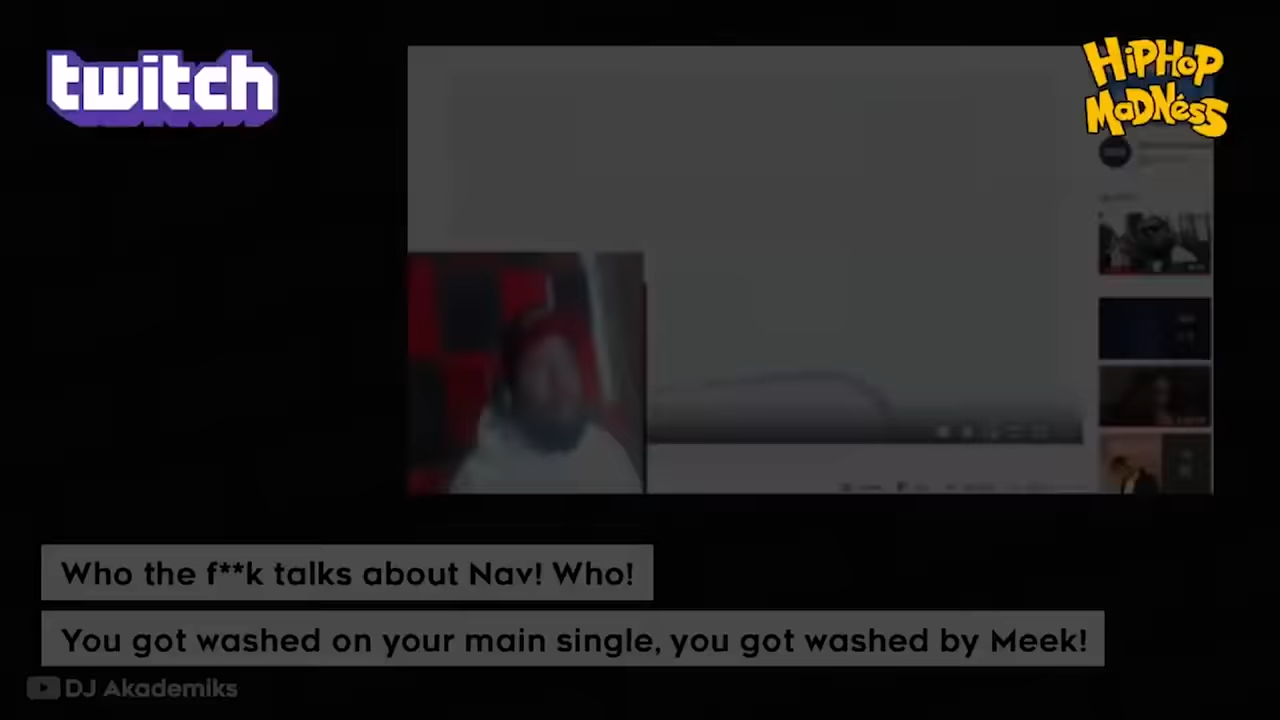 twitch
HiPHOP
MaDNéss
Who the f**k talks about Nav! Who!
You got washed on your main single, you got washed by Meek!
DJ Akademiks